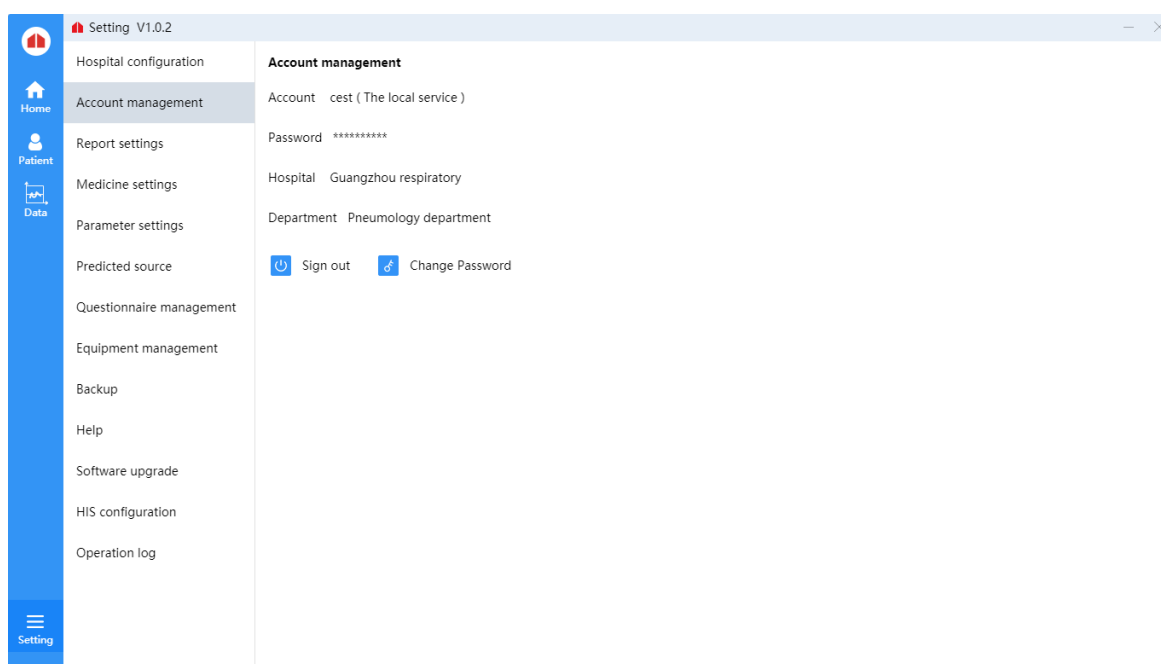 Setting V1.0.2
Home
Patient
Data
Setting
Hospital configuration
Account management
Report settings
Medicine settings
Parameter settings
Predicted source
Questionnaire management
Equipment management
Backup
Help
Software upgrade
HIS configuration
Operation log
Account management
Account cest ( The local service )
Password **********
Hospital Guangzhou respiratory
Department Pneumology department
Sign out Change Password